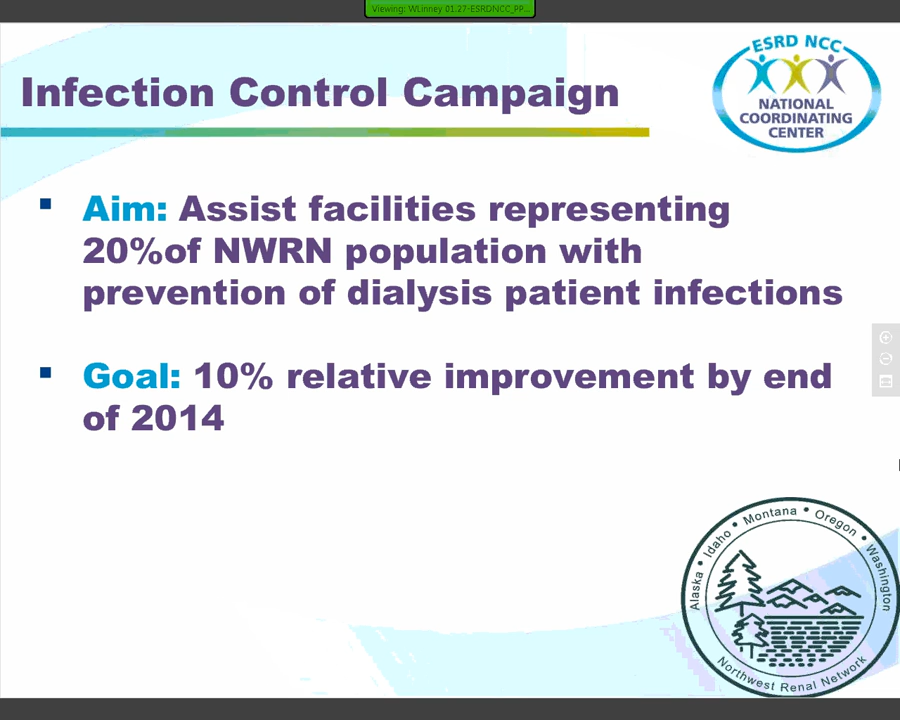 Viewing: WLinney 01.27-ESRDNCC_PP...
ESRD NCC
Infection Control Campaign
NATIONAL
COORDINATING
CENTER
Aim: Assist facilities representing
20%of NWRN population with
prevention of dialysis patient infections
Goal: 10% relative improvement by end
of 2014
Alaska • Idaho • Montana • Oregon • Washington
Northwest Renal Network